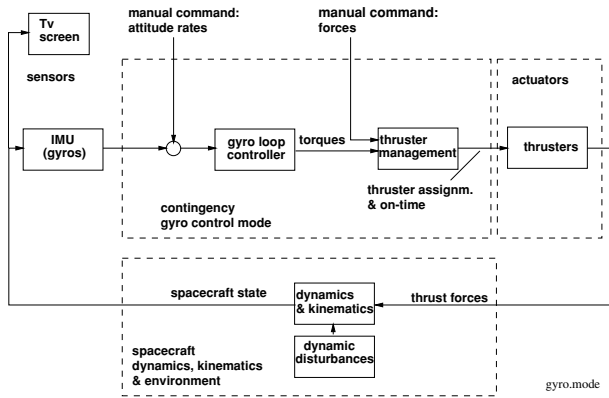 Tv
screen
manual command:
attitude rates
manual command:
forces
sensors
actuators
IMU
(gyros)
gyro loop
controller
torques
thruster
management
thrusters
thruster assignm.
& on-time
contingency
gyro control mode
spacecraft state
dynamics
& kinematics
thrust forces
dynamic
disturbances
spacecraft
dynamics, kinematics
& environment
gyro.mode